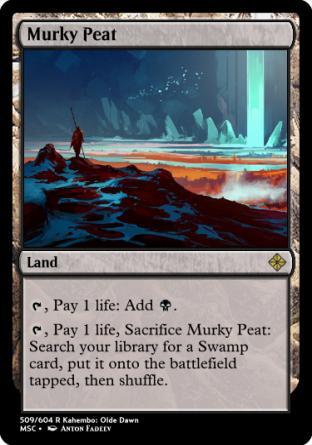 Murky Peat
Land
, Pay 1 life: Add .
, Pay 1 life, Sacrifice Murky Peat:
Search your library for a Swamp
card, put it onto the battlefield
tapped, then shuffle.
509/604 R Kahembo: Olde Dawn
MSC • Anton Fadeev